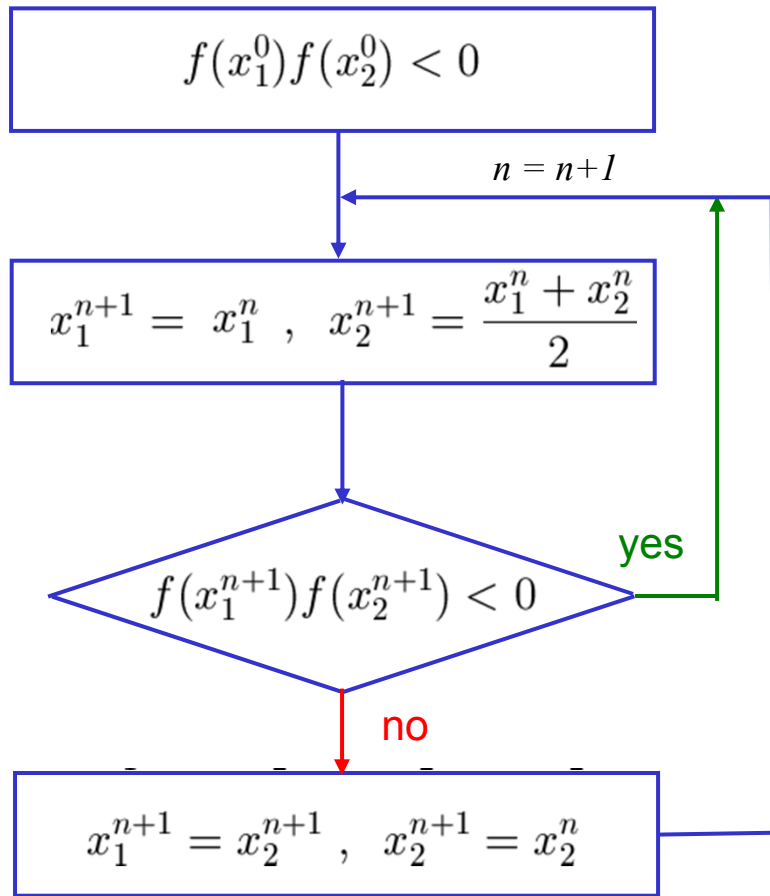 $f(x_1^0)f(x_2^0) < 0$
$n = n+1$
$x_1^{n+1} = x_1^n \ , \ x_2^{n+1} = \frac{x_1^n + x_2^n}{2}$
$f(x_1^{n+1})f(x_2^{n+1}) < 0$
yes
no
$x_1^{n+1} = x_2^{n+1} \ , \ x_2^{n+1} = x_2^n$